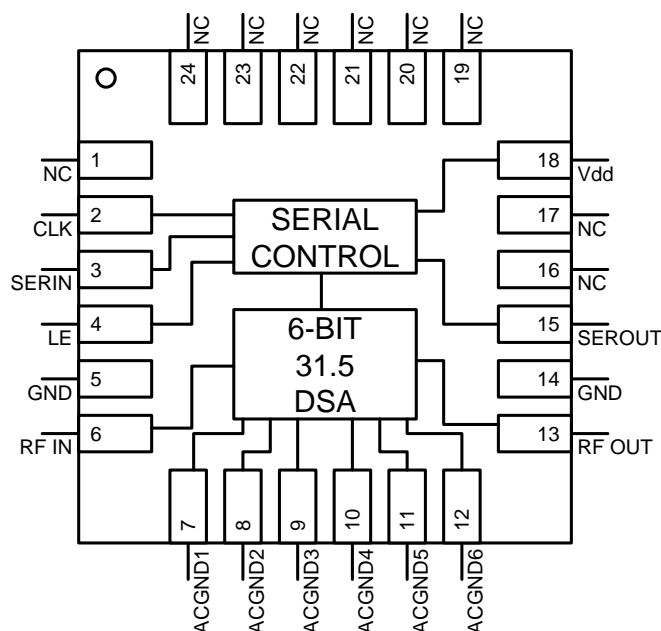 NC
NC
NC
NC
NC
NC
24
23
22
21
20
19
1
NC
2
CLK
3
SERIN
4
LE
5
GND
6
RF IN
SERIAL
CONTROL
6-BIT
31.5
DSA
18
Vdd
17
NC
16
NC
15
SEROUT
14
GND
13
RF OUT
7
8
9
10
11
12
ACGND1
ACGND2
ACGND3
ACGND4
ACGND5
ACGND6